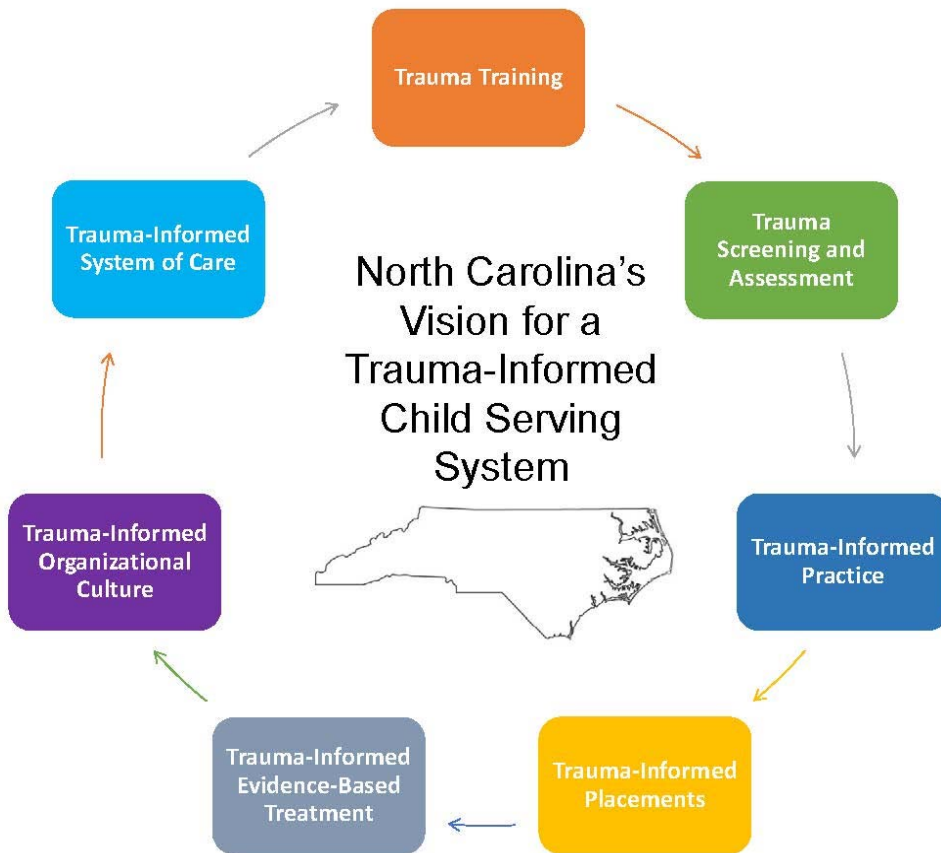 Trauma Training
Trauma
Screening and
Assessment
Trauma-Informed
Practice
Trauma-Informed
Placements
Trauma-Informed
Evidence-Based
Treatment
Trauma-Informed
Organizational
Culture
Trauma-Informed
System of Care
North Carolina’s
Vision for a
Trauma-Informed
Child Serving
System